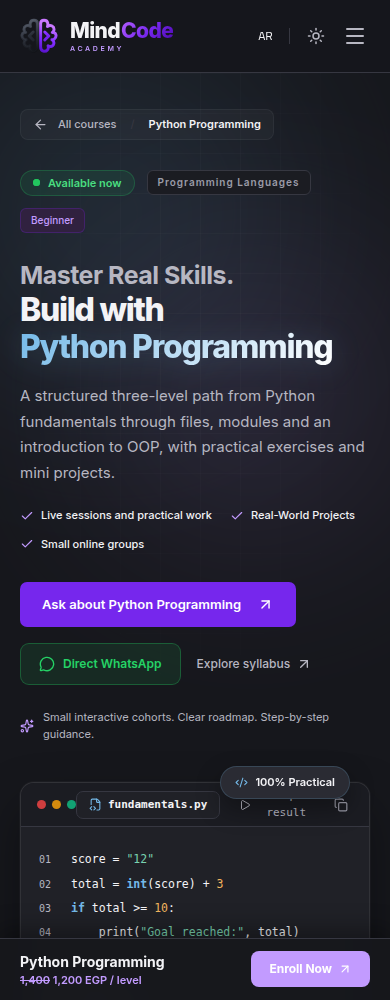 MindCode
ACADEMY
AR
All courses / Python Programming
Available now
Programming Languages
Beginner
Master Real Skills.
Build with
Python Programming
A structured three-level path from Python
fundamentals through files, modules and an
introduction to OOP, with practical exercises and
mini projects.
Live sessions and practical work
Real-World Projects
Small online groups
Ask about Python Programming
Direct WhatsApp
Explore syllabus
Small interactive cohorts. Clear roadmap. Step-by-step
guidance.
100% Practical
fundamentals.py
result
01 score = "12"
02 total = int(score) + 3
03 if total >= 10:
04 print("Goal reached:", total)
Python Programming
1,400 1,200 EGP / level
Enroll Now